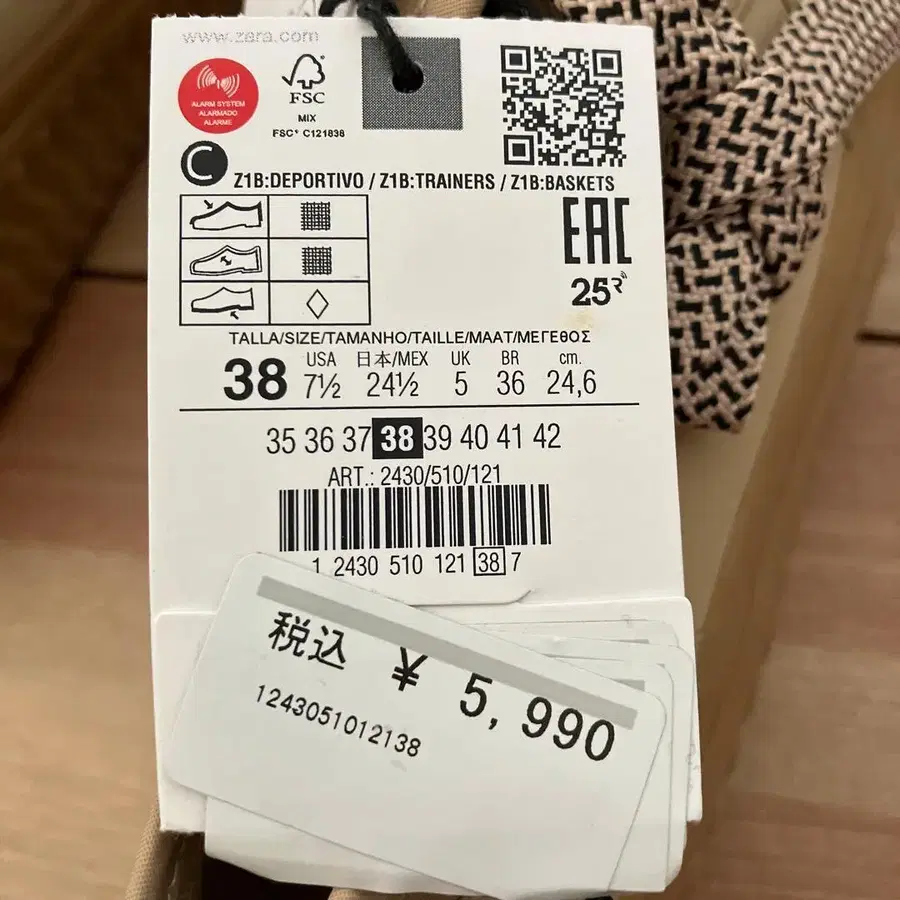 www.zara.com
ALARM SYSTEM
ALARMADO
ALARME
FSC
MIX
FSC® C121838
C
Z1B:DEPORTIVO / Z1B:TRAINERS / Z1B:BASKETS
EAC
25
TALLA/SIZE/TAMANHO/TAILLE/MAAT/ΜΕΓΕΘΟΣ
USA 日本/MEX UK BR cm.
38 7½ 24½ 5 36 24,6
35 36 37 38 39 40 41 42
ART.: 2430/510/121
1 2430 510 121 38 7
税込 ¥ 5,990
1243051012138